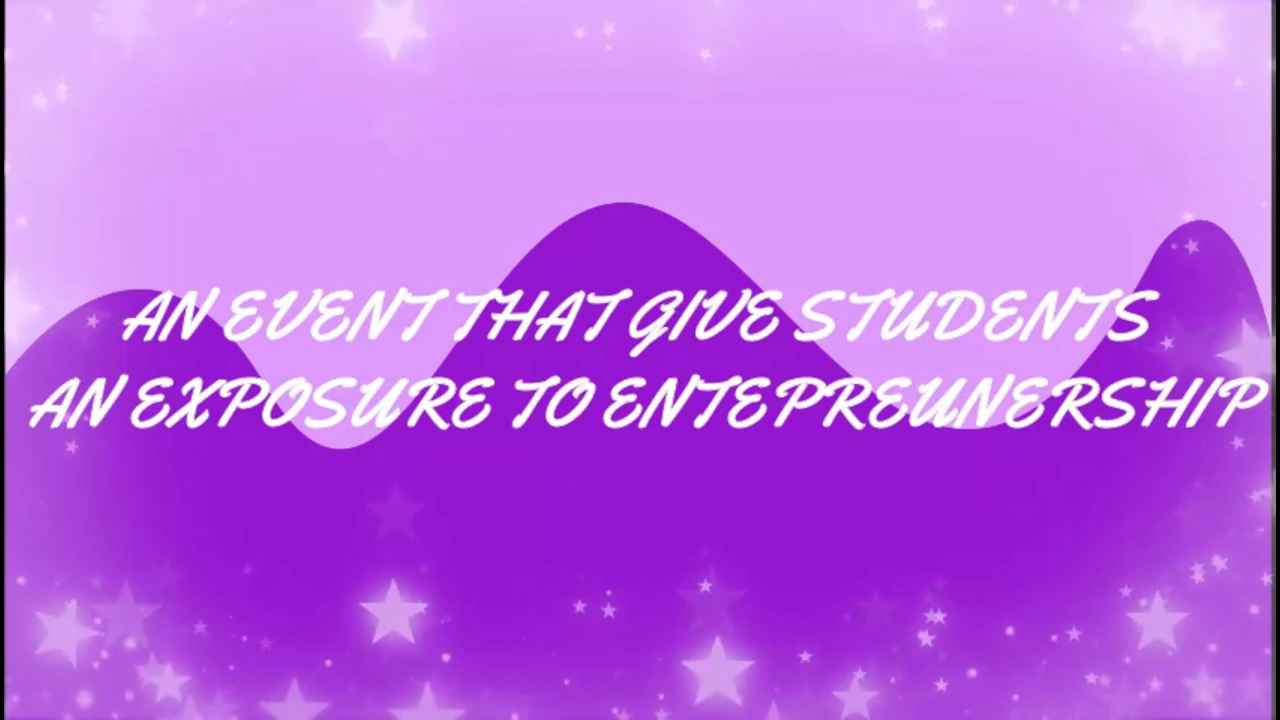 AN EVENT THAT GIVE STUDENTS
AN EXPOSURE TO ENTEPREUNERSHIP